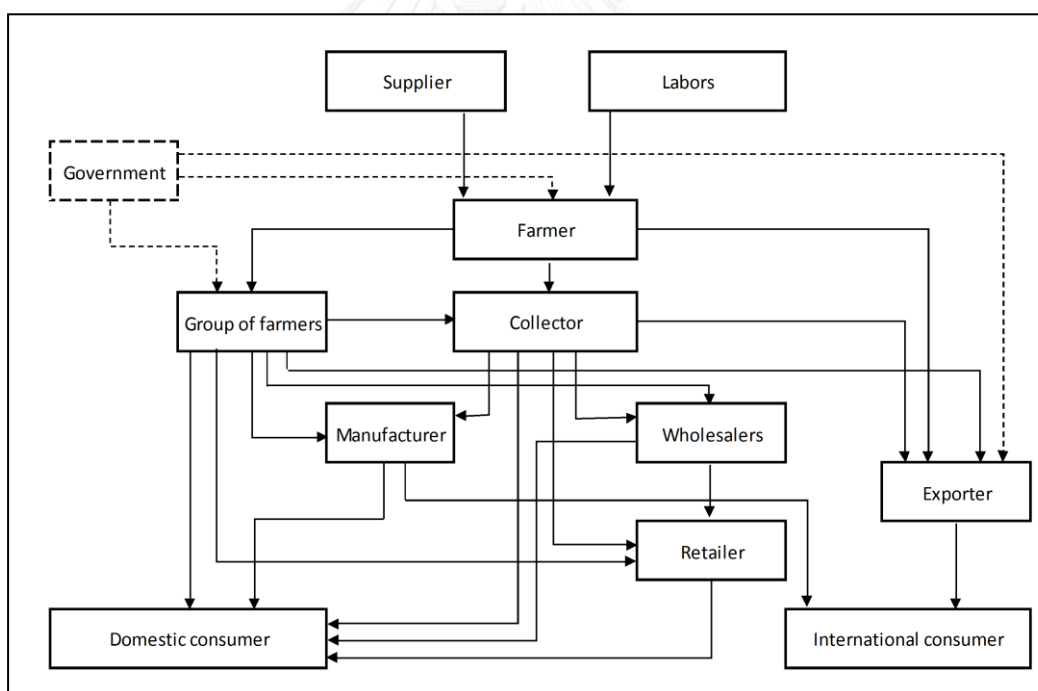 Supplier
Labors
Government
Farmer
Group of farmers
Collector
Manufacturer
Wholesalers
Exporter
Retailer
Domestic consumer
International consumer